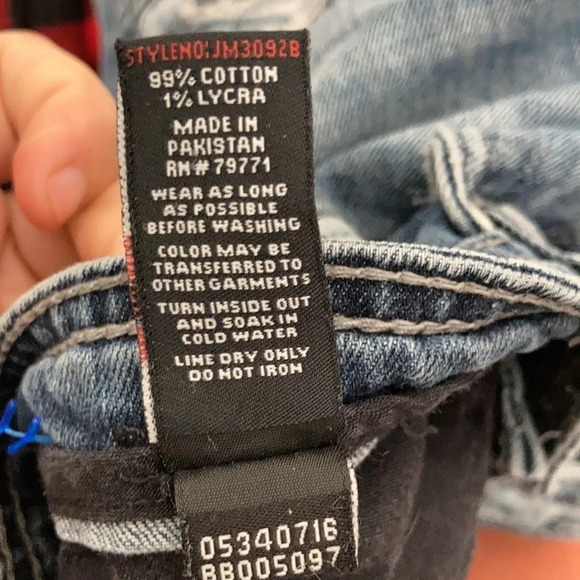 STYLENO:JM3092B
99% COTTON
1% LYCRA
MADE IN
PAKISTAN
RN# 79771
WEAR AS LONG
AS POSSIBLE
BEFORE WASHING
COLOR MAY BE
TRANSFERRED TO
OTHER GARMENTS
TURN INSIDE OUT
AND SOAK IN
COLD WATER
LINE DRY ONLY
DO NOT IRON
05340716
BB005097